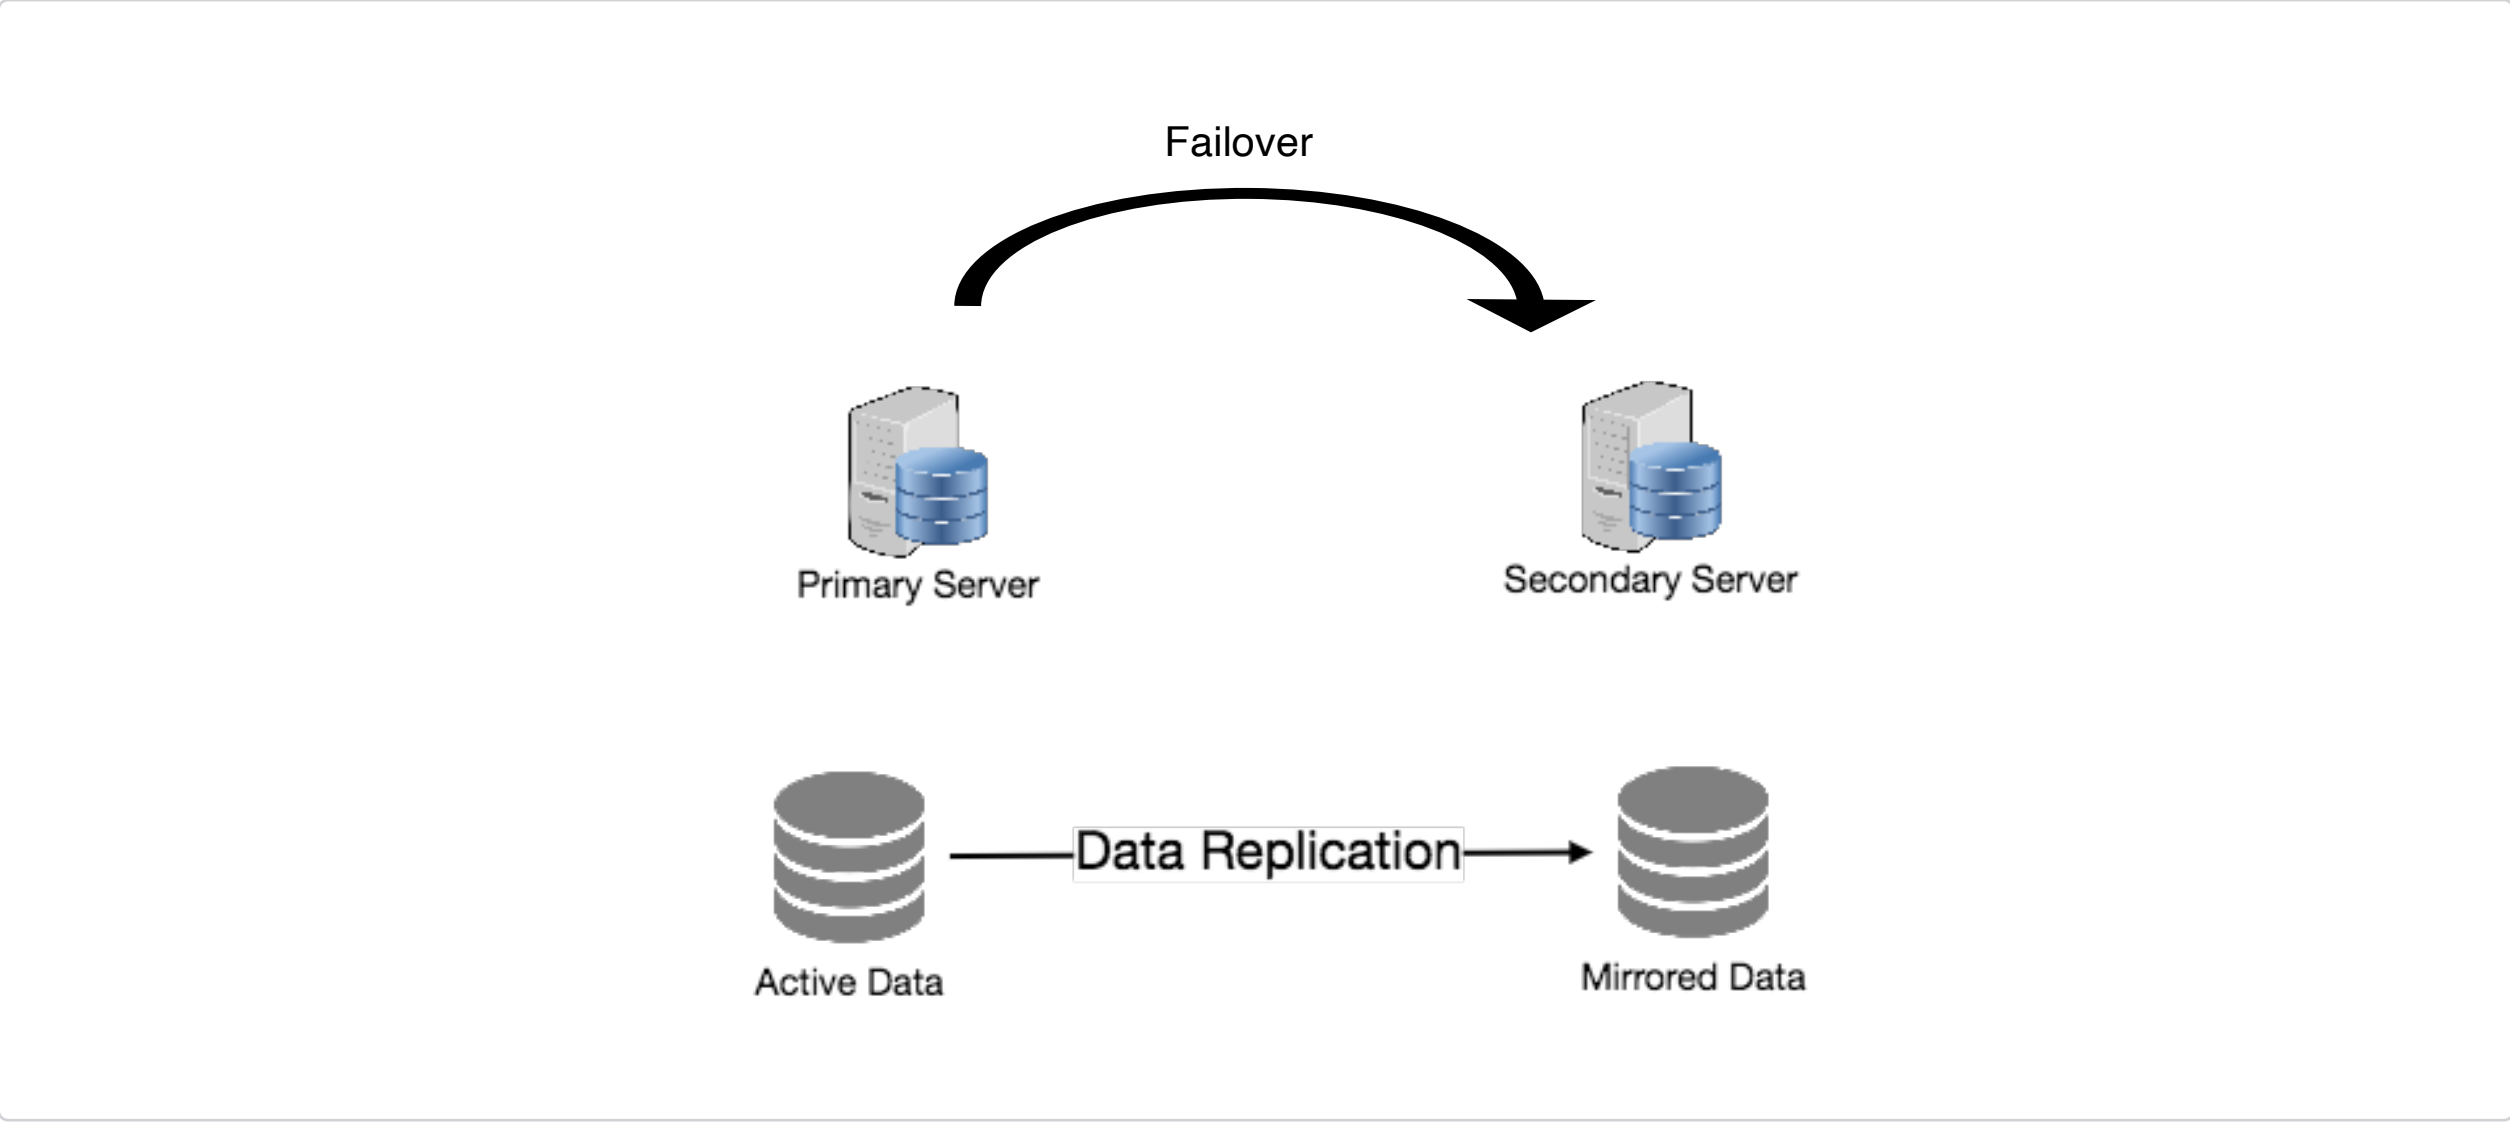 Failover
Primary Server
Secondary Server
Data Replication
Active Data
Mirrored Data